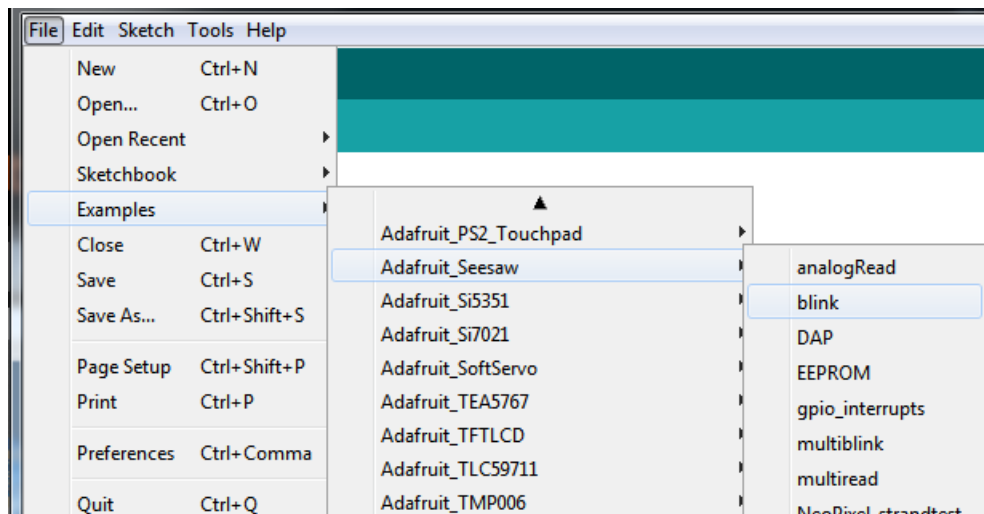 File Edit Sketch Tools Help
New Ctrl+N
Open... Ctrl+O
Open Recent
Sketchbook
Examples
Close Ctrl+W
Save Ctrl+S
Save As... Ctrl+Shift+S
Page Setup Ctrl+Shift+P
Print Ctrl+P
Preferences Ctrl+Comma
Quit Ctrl+Q
Adafruit_PS2_Touchpad
Adafruit_Seesaw
Adafruit_Si5351
Adafruit_Si7021
Adafruit_SoftServo
Adafruit_TEA5767
Adafruit_TFTLCD
Adafruit_TLC59711
Adafruit_TMP006
analogRead
blink
DAP
EEPROM
gpio_interrupts
multiblink
multiread
NeoPixel_strandtest